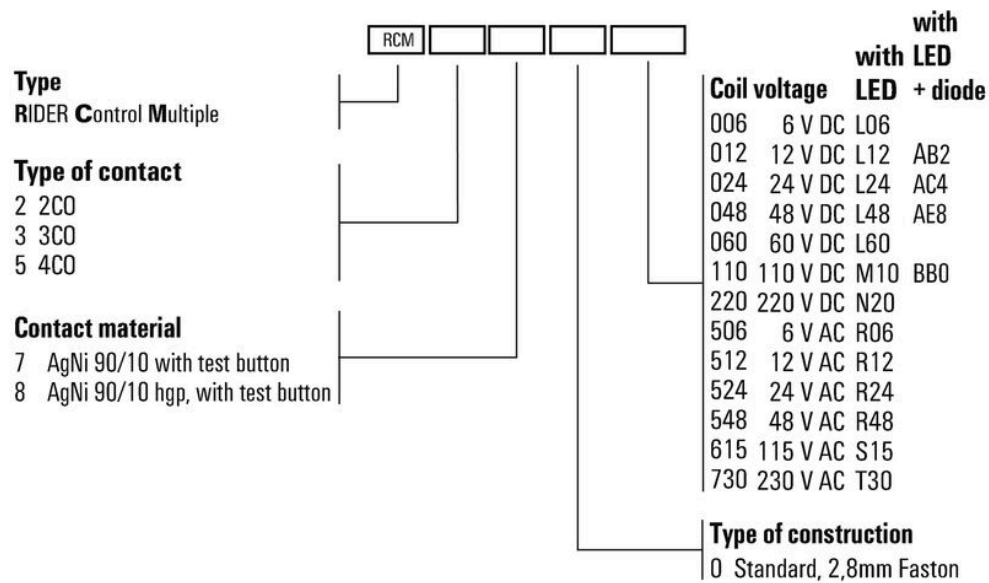 RCM
Type
RIDER Control Multiple
Type of contact
2 2CO
3 3CO
5 4CO
Contact material
7 AgNi 90/10 with test button
8 AgNi 90/10 hgp, with test button
with
with LED
Coil voltage LED + diode
006 6 V DC L06
012 12 V DC L12 AB2
024 24 V DC L24 AC4
048 48 V DC L48 AE8
060 60 V DC L60
110 110 V DC M10 BB0
220 220 V DC N20
506 6 V AC R06
512 12 V AC R12
524 24 V AC R24
548 48 V AC R48
615 115 V AC S15
730 230 V AC T30
Type of construction
0 Standard, 2,8mm Faston